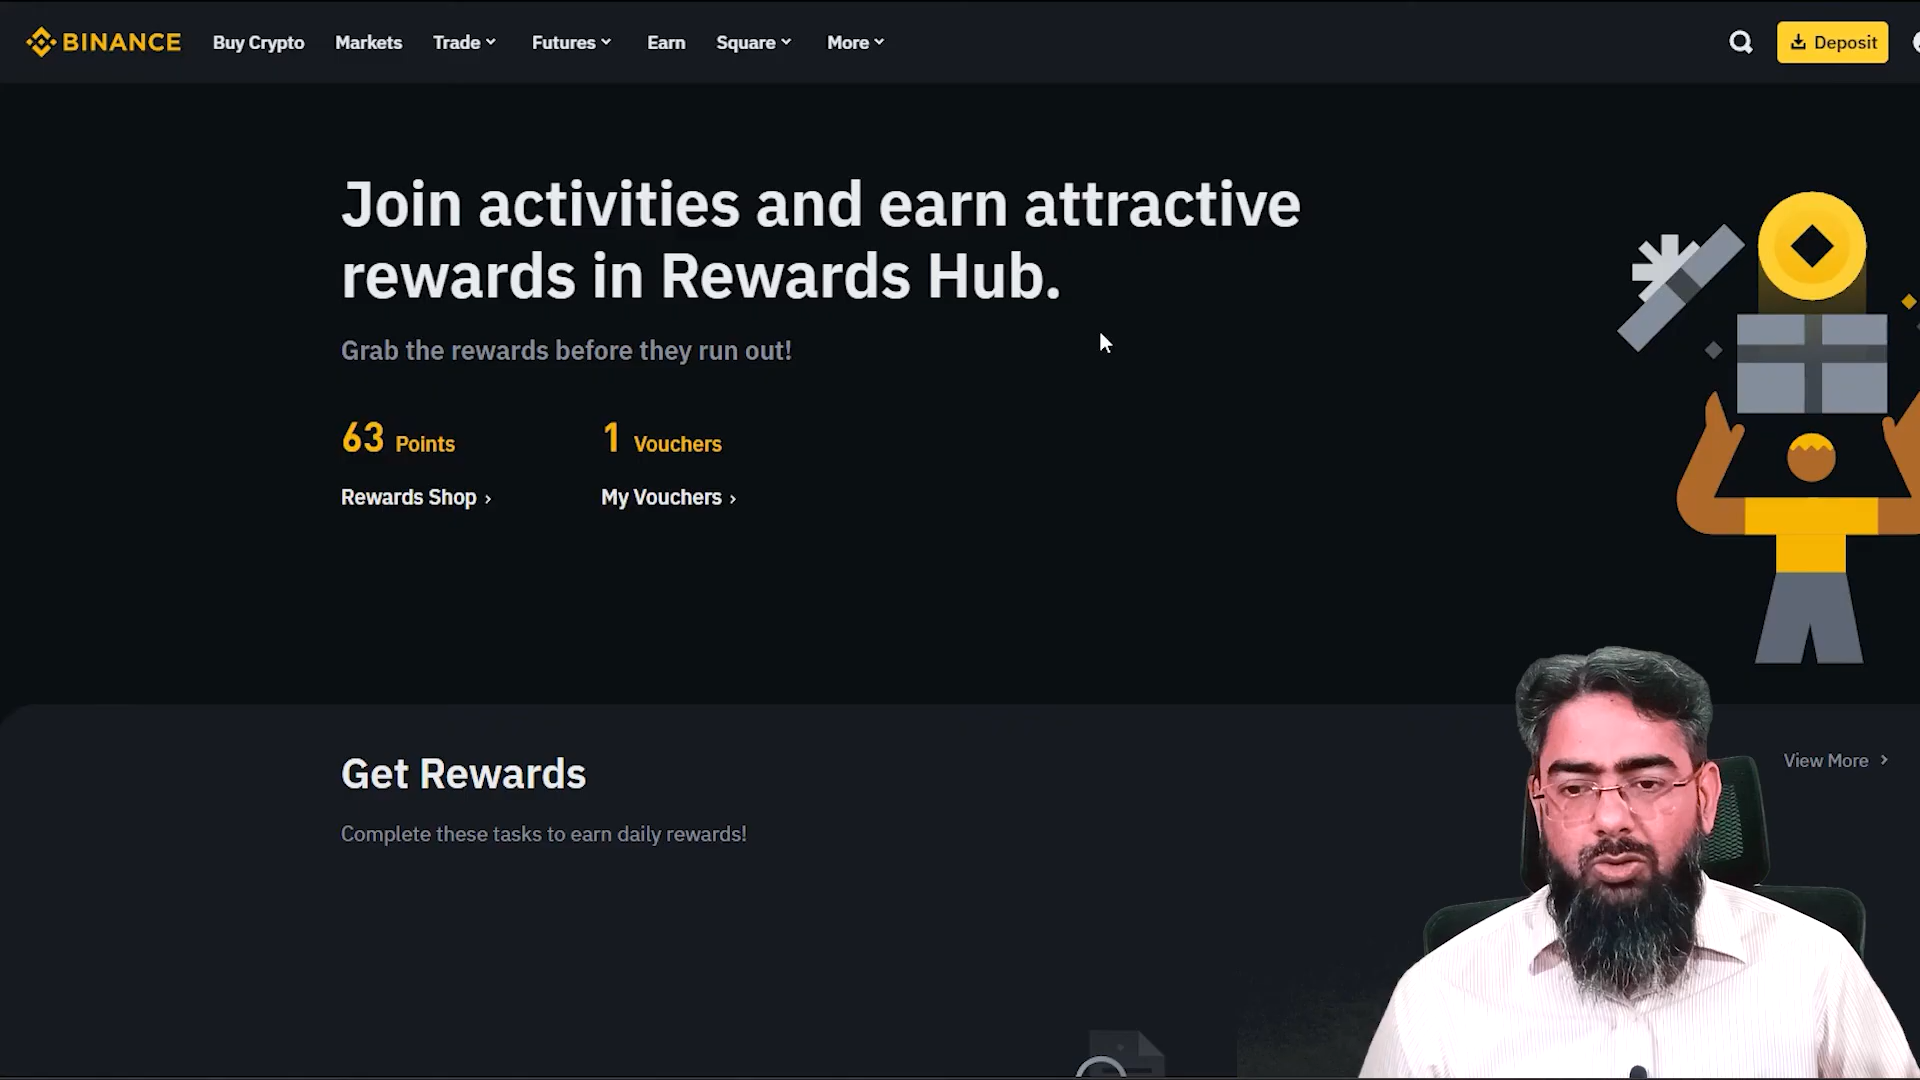 BINANCE
Buy Crypto
Markets
Trade
Futures
Earn
Square
More
Deposit
Join activities and earn attractive
rewards in Rewards Hub.
Grab the rewards before they run out!
63 Points
1 Vouchers
Rewards Shop ›
My Vouchers ›
Get Rewards
View More
Complete these tasks to earn daily rewards!